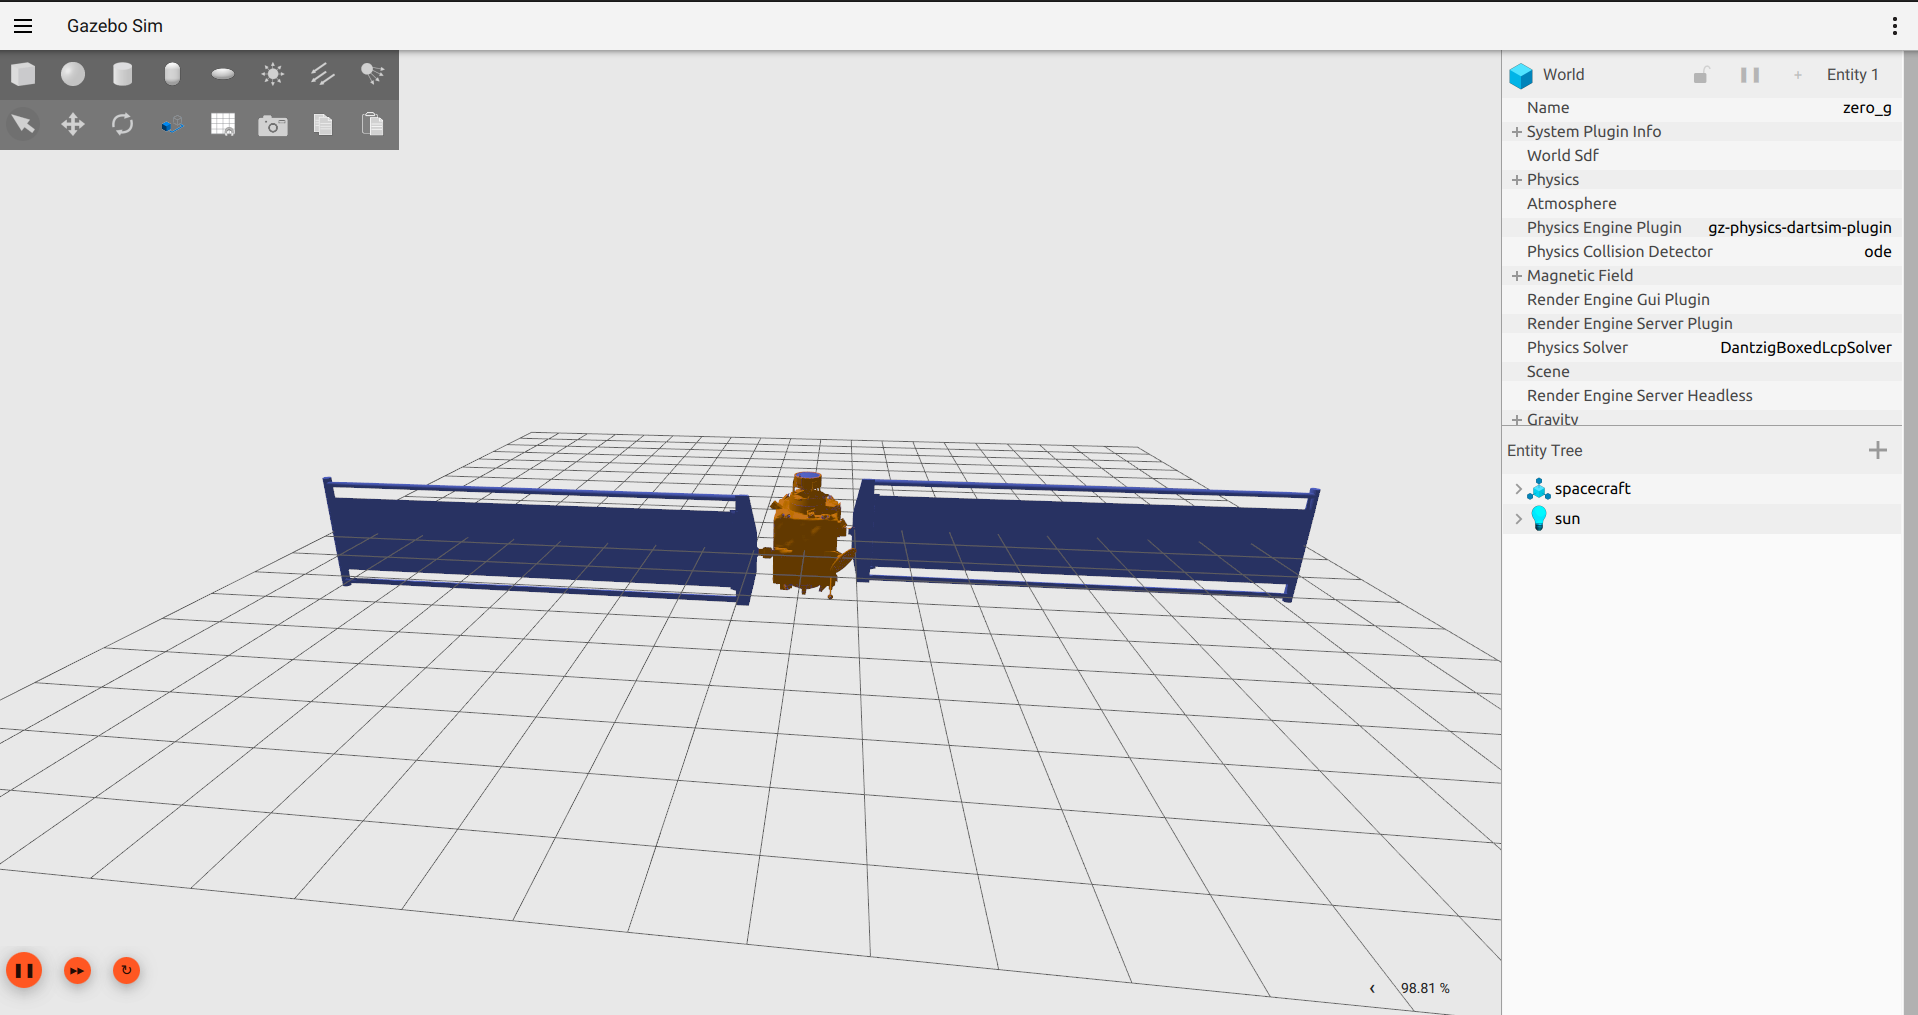 Gazebo Sim
World
Entity 1
Name zero_g
System Plugin Info
World Sdf
Physics
Atmosphere
Physics Engine Plugin gz-physics-dartsim-plugin
Physics Collision Detector ode
Magnetic Field
Render Engine Gui Plugin
Render Engine Server Plugin
Physics Solver DantzigBoxedLcpSolver
Scene
Render Engine Server Headless
Gravity
Entity Tree
spacecraft
sun
98.81 %